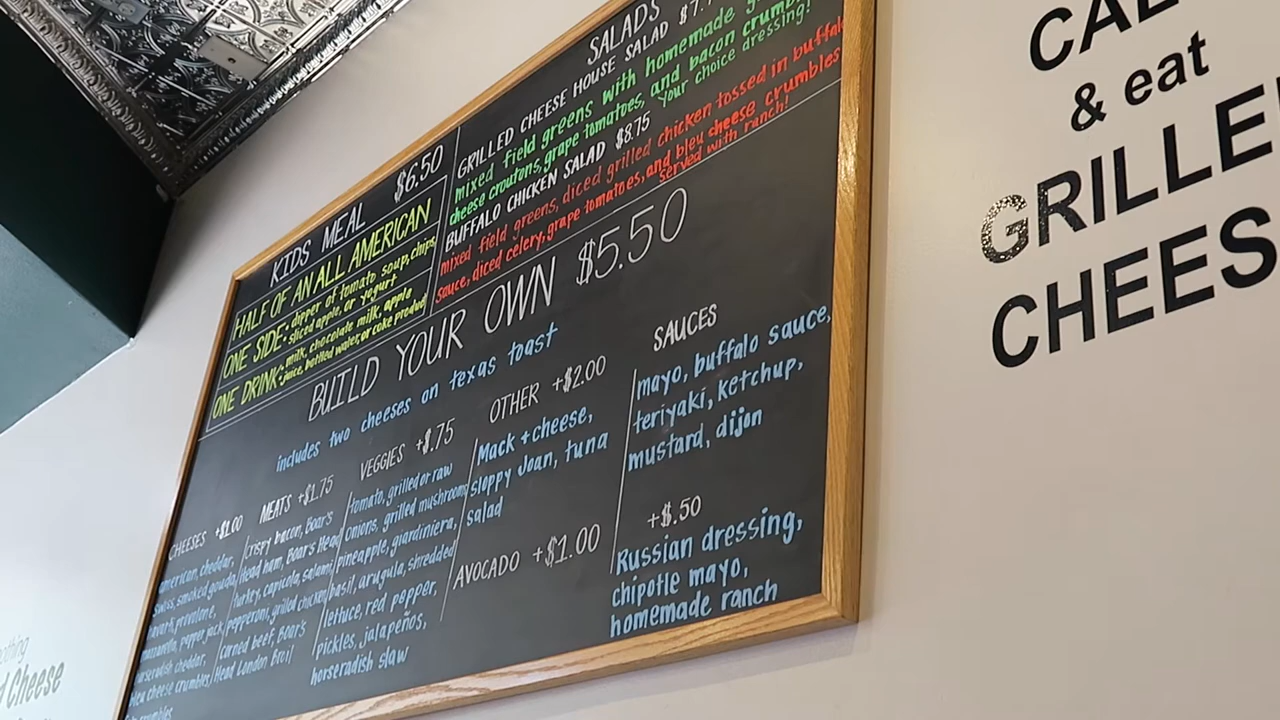 KIDS MEAL $6.50
HALF OF AN ALL AMERICAN
ONE SIDE: dipper of tomato soup, chips
sliced apple, or yogurt
ONE DRINK: milk, chocolate milk, apple
juice, bottled water, or coke product
SALADS
GRILLED CHEESE HOUSE SALAD
mixed field greens with homemade
cheese croutons, grape tomatoes, and bacon
your choice dressing!
BUFFALO CHICKEN SALAD $8.75
mixed field greens, diced grilled chicken tossed in buffalo
sauce, diced celery, grape tomatoes, and bleu cheese crumbles
served with ranch!
BUILD YOUR OWN $5.50
includes two cheeses on texas toast
CHEESES +$1.00
american, cheddar,
swiss, smoked gouda,
provolone,
pepper jack,
horseradish cheddar,
bleu cheese crumbles,
MEATS +$1.75
crispy bacon, Boar's
Head ham, Boar's Head
turkey, capicola, salami
pepperoni, grilled chicken
corned beef, Boar's
Head London Broil
VEGGIES +$.75
tomato, grilled or raw
onions, grilled mushrooms
pineapple, giardiniera,
basil, arugula, shredded
lettuce, red pepper,
pickles, jalapeños,
horseradish slaw
OTHER +$2.00
Mack + cheese,
sloppy Joan, tuna
salad
AVOCADO +$1.00
SAUCES
mayo, buffalo sauce,
teriyaki, ketchup,
mustard, dijon
+$.50
Russian dressing,
chipotle mayo,
homemade ranch
& eat
GRILLE
CHEES
Cheese